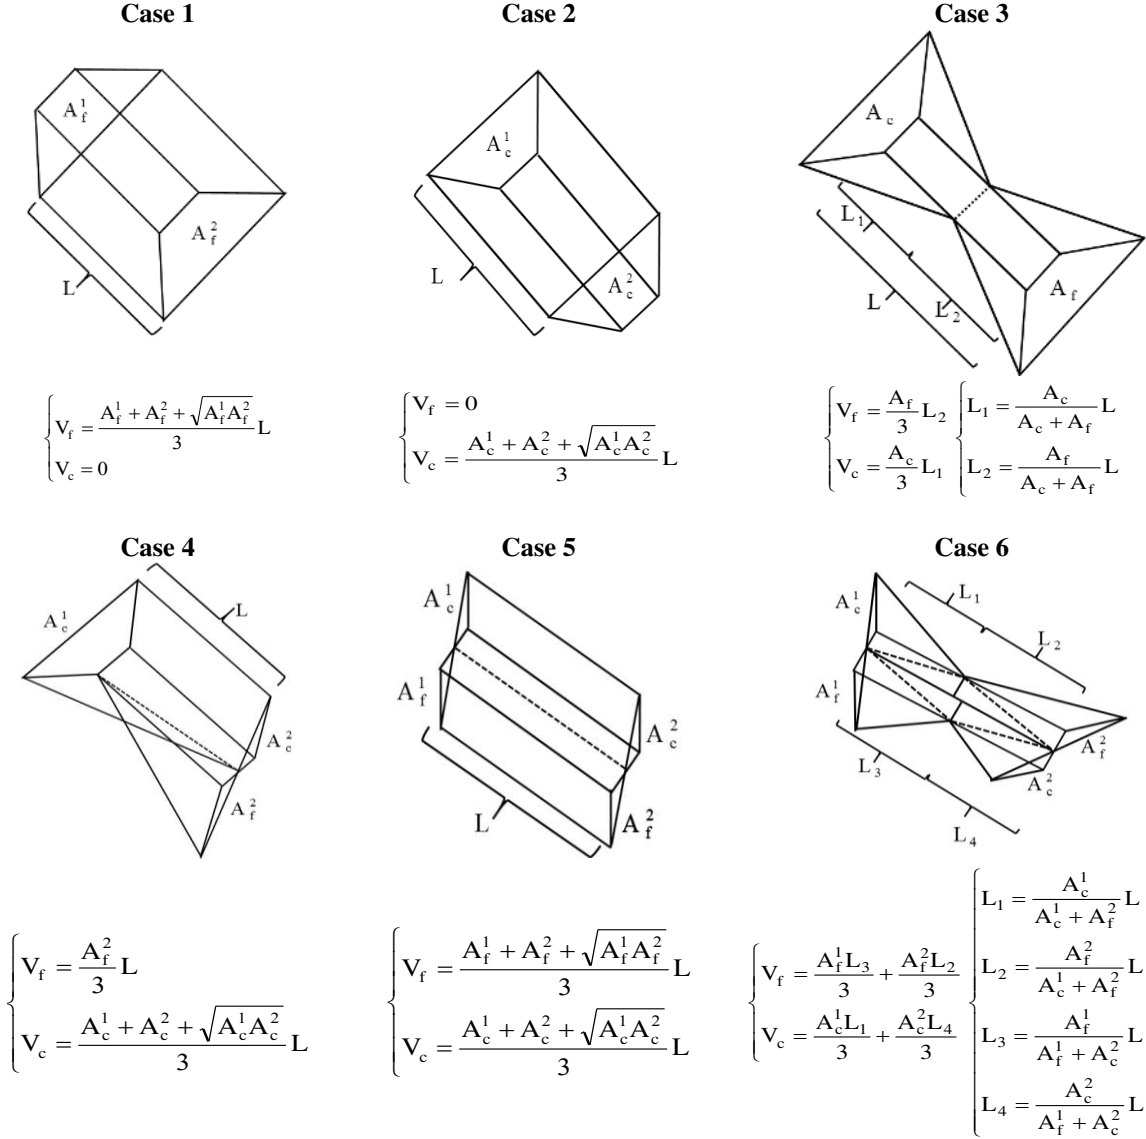 Case 1 Case 2 Case 3
A_f^1 A_c^1 A_c
A_f^2 A_c^2 A_f
L L L_1 L L_2
{V_f = (A_f^1 + A_f^2 + √(A_f^1 A_f^2))/3 L
V_c = 0
{V_f = 0
V_c = (A_c^1 + A_c^2 + √(A_c^1 A_c^2))/3 L
{V_f = A_f/3 L_2
V_c = A_c/3 L_1
{L_1 = A_c/(A_c + A_f) L
L_2 = A_f/(A_c + A_f) L
Case 4 Case 5 Case 6
A_c^1 L A_c^2 A_f^2
A_c^1 A_f^1 A_c^2 L A_f^2
A_c^1 L_1 L_2 A_f^1 A_f^2 L_3 A_c^2 L_4
{V_f = A_f^2/3 L
V_c = (A_c^1 + A_c^2 + √(A_c^1 A_c^2))/3 L
{V_f = (A_f^1 + A_f^2 + √(A_f^1 A_f^2))/3 L
V_c = (A_c^1 + A_c^2 + √(A_c^1 A_c^2))/3 L
{V_f = A_f^1 L_3/3 + A_f^2 L_2/3
V_c = A_c^1 L_1/3 + A_c^2 L_4/3
{L_1 = A_c^1/(A_c^1 + A_f^2) L
L_2 = A_f^2/(A_c^1 + A_f^2) L
L_3 = A_f^1/(A_f^1 + A_c^2) L
L_4 = A_c^2/(A_f^1 + A_c^2) L